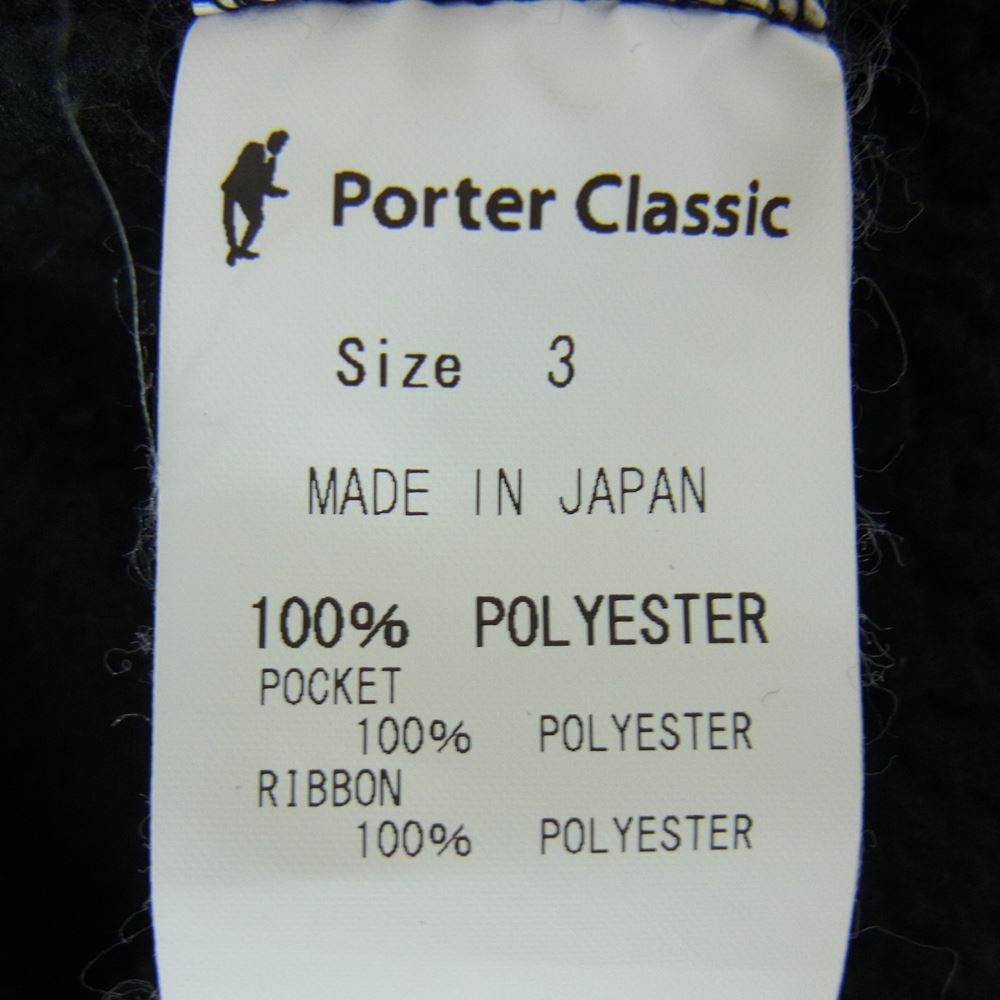 Porter Classic
Size 3
MADE IN JAPAN
100% POLYESTER
POCKET
100% POLYESTER
RIBBON
100% POLYESTER